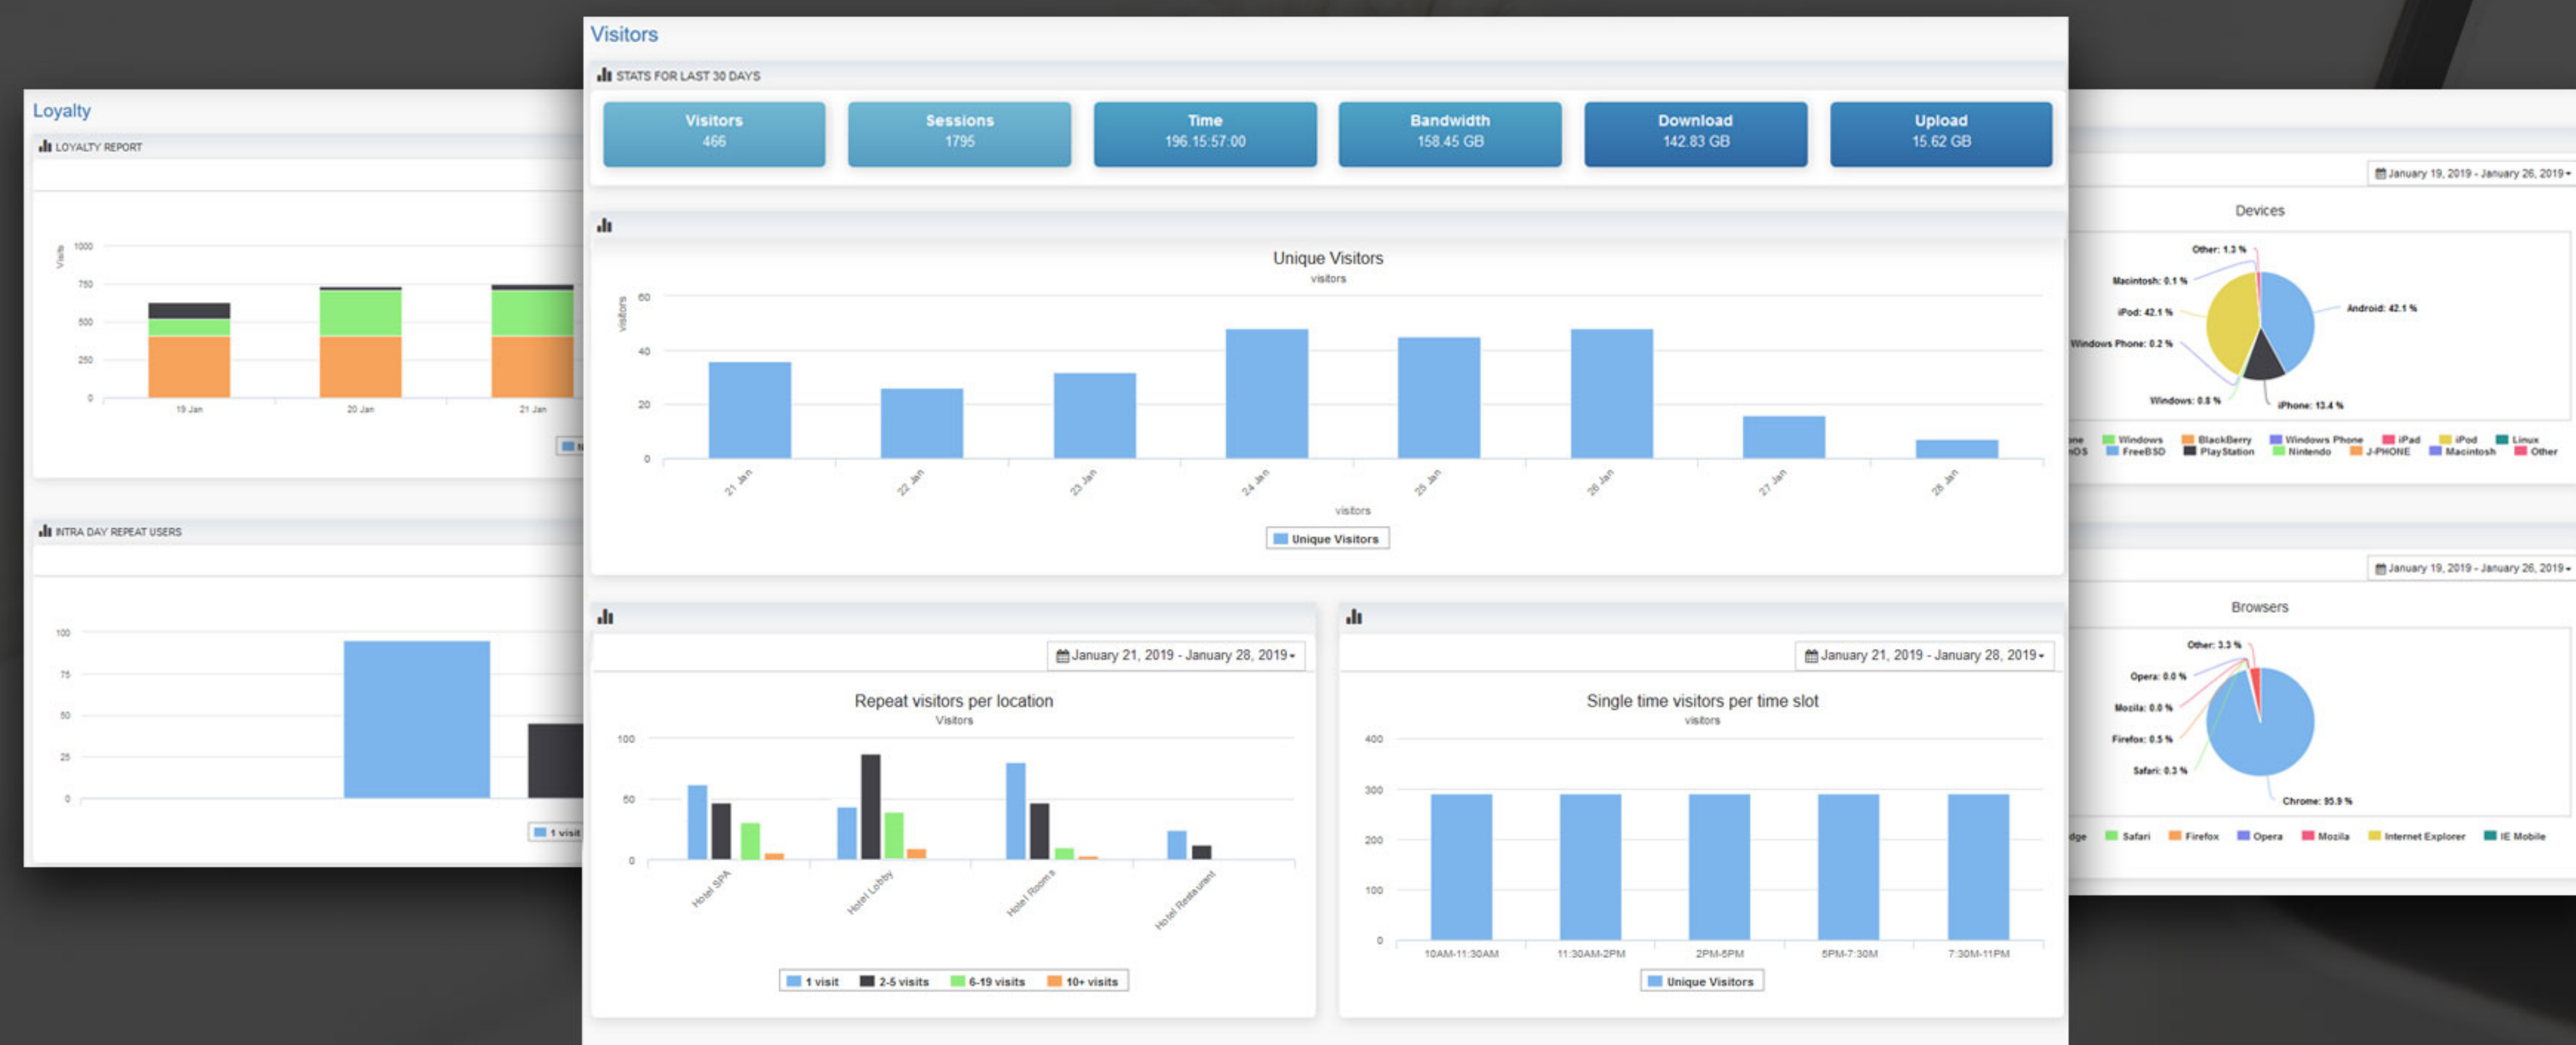 Loyalty
LOYALTY REPORT
Visits
1000
750
500
250
0
19 Jan
20 Jan
21 Jan
INTRA DAY REPEAT USERS
100
75
50
25
0
1 visit
Visitors
STATS FOR LAST 30 DAYS
Visitors
466
Sessions
1795
Time
196.15:57:00
Bandwidth
158.45 GB
Download
142.83 GB
Upload
15.62 GB
Unique Visitors
visitors
visitors
60
40
20
0
21 Jan
22 Jan
23 Jan
24 Jan
25 Jan
26 Jan
27 Jan
28 Jan
visitors
Unique Visitors
January 21, 2019 - January 28, 2019
Repeat visitors per location
Visitors
100
50
0
Hotel SPA
Hotel Lobby
Hotel Rooms
Hotel Restaurant
1 visit 2-5 visits 6-19 visits 10+ visits
January 21, 2019 - January 28, 2019
Single time visitors per time slot
visitors
400
300
200
100
0
10AM-11:30AM
11:30AM-2PM
2PM-5PM
5PM-7:30M
7:30M-11PM
Unique Visitors
January 19, 2019 - January 26, 2019
Devices
Other: 1.3 %
Macintosh: 0.1 %
iPod: 42.1 %
Android: 42.1 %
Windows Phone: 0.2 %
Windows: 0.8 %
iPhone: 13.4 %
Windows BlackBerry Windows Phone iPad iPod Linux
FreeBSD PlayStation Nintendo J-PHONE Macintosh Other
January 19, 2019 - January 26, 2019
Browsers
Other: 3.3 %
Opera: 0.0 %
Mozila: 0.0 %
Firefox: 0.5 %
Safari: 0.3 %
Chrome: 95.9 %
Safari Firefox Opera Mozila Internet Explorer IE Mobile